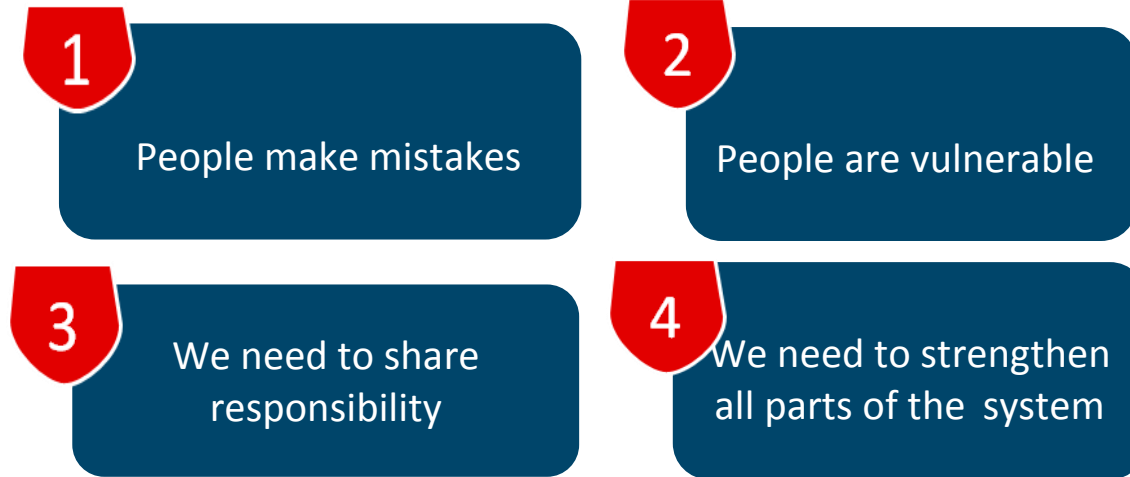 1
People make mistakes
2
People are vulnerable
3
We need to share
responsibility
4
We need to strengthen
all parts of the system